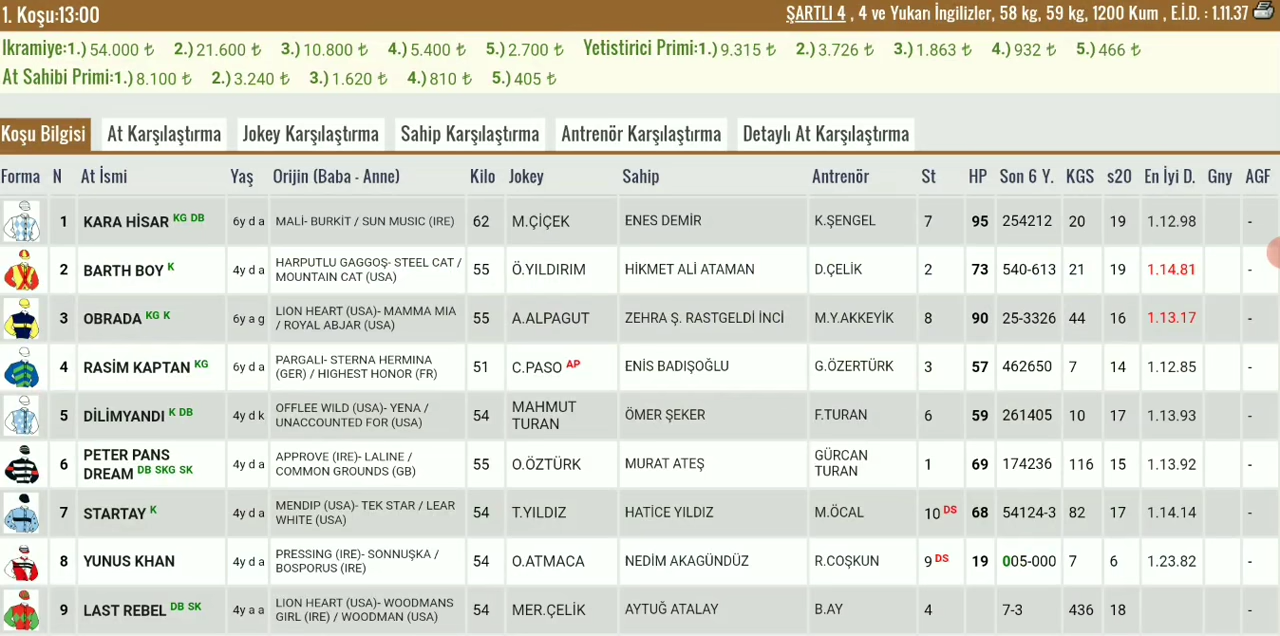 1. Koşu:13:00 ŞARTLI 4 , 4 ve Yukarı İngilizler, 58 kg, 59 kg, 1200 Kum , E.İ.D. : 1.11.37
Ikramiye:1.) 54.000 ₺ 2.) 21.600 ₺ 3.) 10.800 ₺ 4.) 5.400 ₺ 5.) 2.700 ₺ Yetistirici Primi:1.) 9.315 ₺ 2.) 3.726 ₺ 3.) 1.863 ₺ 4.) 932 ₺ 5.) 466 ₺
At Sahibi Primi:1.) 8.100 ₺ 2.) 3.240 ₺ 3.) 1.620 ₺ 4.) 810 ₺ 5.) 405 ₺
Koşu Bilgisi At Karşılaştırma Jokey Karşılaştırma Sahip Karşılaştırma Antrenör Karşılaştırma Detaylı At Karşılaştırma
Forma N At İsmi Yaş Orijin (Baba - Anne) Kilo Jokey Sahip Antrenör St HP Son 6 Y. KGS s20 En İyi D. Gny AGF
1 KARA HİSAR KG DB 6y d a MALİ- BURKİT / SUN MUSIC (IRE) 62 M.ÇİÇEK ENES DEMİR K.ŞENGEL 7 95 254212 20 19 1.12.98 -
2 BARTH BOY K 4y d a HARPUTLU GAGGOŞ- STEEL CAT /
MOUNTAIN CAT (USA) 55 Ö.YILDIRIM HİKMET ALİ ATAMAN D.ÇELİK 2 73 540-613 21 19 1.14.81 -
3 OBRADA KG K 6y a g LION HEART (USA)- MAMMA MIA
/ ROYAL ABJAR (USA) 55 A.ALPAGUT ZEHRA Ş. RASTGELDİ İNCİ M.Y.AKKEYİK 8 90 25-3326 44 16 1.13.17 -
4 RASİM KAPTAN KG 6y d a PARGALI- STERNA HERMINA
(GER) / HIGHEST HONOR (FR) 51 C.PASO AP ENİS BADIŞOĞLU G.ÖZERTÜRK 3 57 462650 7 14 1.12.85 -
5 DİLİMYANDI K DB 4y d k OFFLEE WILD (USA)- YENA /
UNACCOUNTED FOR (USA) 54 MAHMUT
TURAN ÖMER ŞEKER F.TURAN 6 59 261405 10 17 1.13.93 -
6 PETER PANS
DREAM DB SKG SK 4y d a APPROVE (IRE)- LALINE /
COMMON GROUNDS (GB) 55 O.ÖZTÜRK MURAT ATEŞ GÜRCAN
TURAN 1 69 174236 116 15 1.13.92 -
7 STARTAY K 4y d a MENDIP (USA)- TEK STAR / LEAR
WHITE (USA) 54 T.YILDIZ HATİCE YILDIZ M.ÖCAL 10 DS 68 54124-3 82 17 1.14.14 -
8 YUNUS KHAN 4y d a PRESSING (IRE)- SONNUŞKA /
BOSPORUS (IRE) 54 O.ATMACA NEDİM AKAGÜNDÜZ R.COŞKUN 9 DS 19 005-000 7 6 1.23.82 -
9 LAST REBEL DB SK 4y a a LION HEART (USA)- WOODMANS
GIRL (IRE) / WOODMAN (USA) 54 MER.ÇELİK AYTUĞ ATALAY B.AY 4 7-3 436 18 -